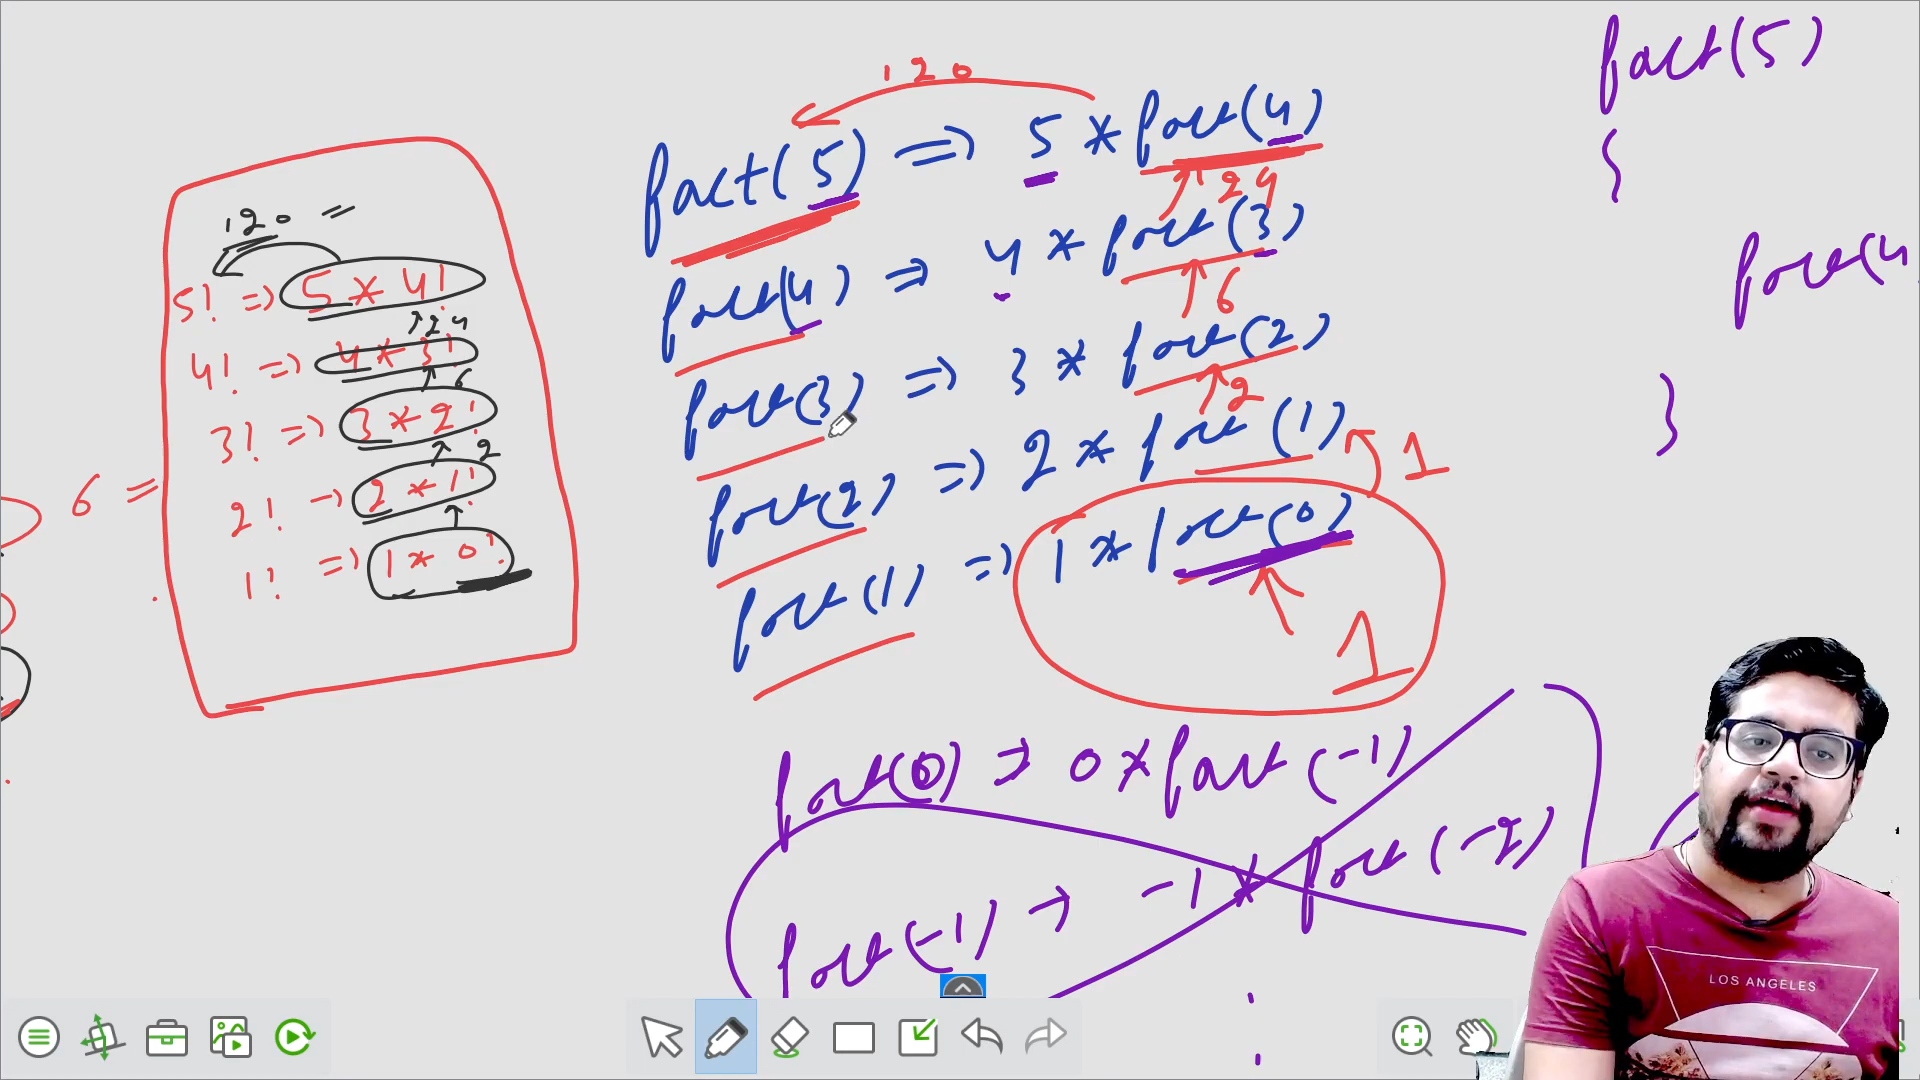 120 =
5! => 5 * 4!
24
4! => 4 * 3!
6
3! => 3 * 2!
2
2! -> 2 * 1!
1! => 1 * 0!
6 =
120
fact(5) => 5 * fact(4)
24
fact(4) => 4 * fact(3)
6
fact(3) => 3 * fact(2)
2
fact(2) => 2 * fact(1)
1
fact(1) => 1 * fact(0)
1
fact(0) => 0 * fact(-1)
fact(-1) -> -1 * fact(-2)
fact(5)
{
fact(4
}
LOS ANGELES